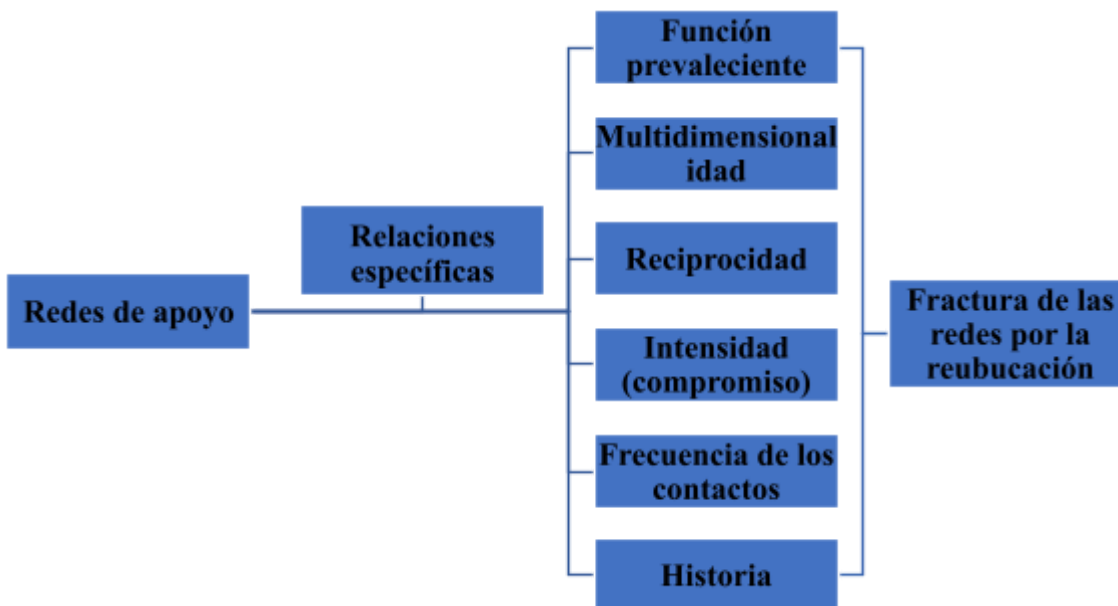 Redes de apoyo
Relaciones
específicas
Función
prevaleciente
Multidimensional
idad
Reciprocidad
Intensidad
(compromiso)
Frecuencia de los
contactos
Historia
Fractura de las
redes por la
reubucación